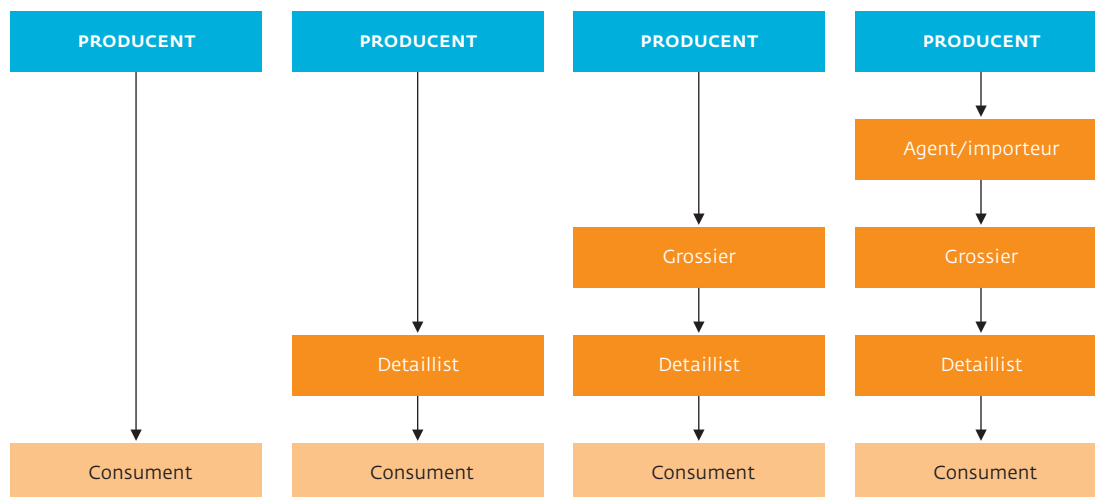 PRODUCENT
PRODUCENT
PRODUCENT
PRODUCENT
Agent/importeur
Grossier
Grossier
Detaillist
Detaillist
Detaillist
Consument
Consument
Consument
Consument